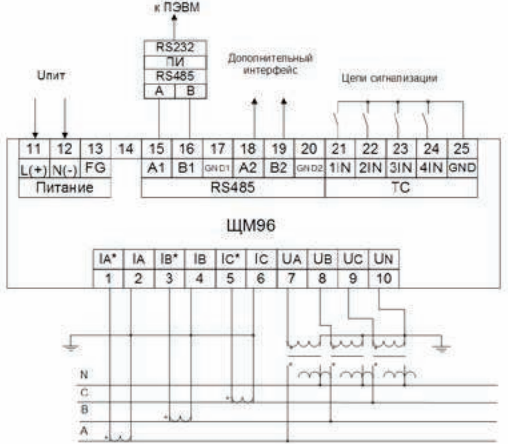 к ПЭВМ
RS232
ПИ
RS485
A B
Uпит
Дополнительный
интерфейс
Цепи сигнализации
11 12 13 14 15 16 17 18 19 20 21 22 23 24 25
L(+) N(-) FG A1 B1 GND1 A2 B2 GND2 1IN 2IN 3IN 4IN GND
Питание RS485 ТС
ЩМ96
IA* IA IB* IB IC* IC UA UB UC UN
1 2 3 4 5 6 7 8 9 10
N
C
B
A